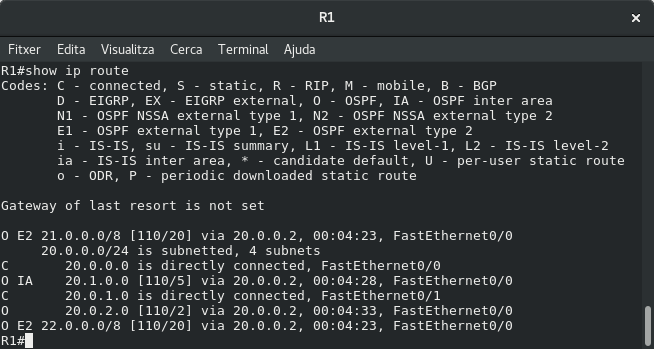 R1
Fitxer Edita Visualitza Cerca Terminal Ajuda
R1#show ip route
Codes: C - connected, S - static, R - RIP, M - mobile, B - BGP
       D - EIGRP, EX - EIGRP external, O - OSPF, IA - OSPF inter area
       N1 - OSPF NSSA external type 1, N2 - OSPF NSSA external type 2
       E1 - OSPF external type 1, E2 - OSPF external type 2
       i - IS-IS, su - IS-IS summary, L1 - IS-IS level-1, L2 - IS-IS level-2
       ia - IS-IS inter area, * - candidate default, U - per-user static route
       o - ODR, P - periodic downloaded static route
Gateway of last resort is not set
O E2 21.0.0.0/8 [110/20] via 20.0.0.2, 00:04:23, FastEthernet0/0
     20.0.0.0/24 is subnetted, 4 subnets
C       20.0.0.0 is directly connected, FastEthernet0/0
O IA    20.1.0.0 [110/5] via 20.0.0.2, 00:04:28, FastEthernet0/0
C       20.0.1.0 is directly connected, FastEthernet0/1
O       20.0.2.0 [110/2] via 20.0.0.2, 00:04:33, FastEthernet0/0
O E2 22.0.0.0/8 [110/20] via 20.0.0.2, 00:04:23, FastEthernet0/0
R1#